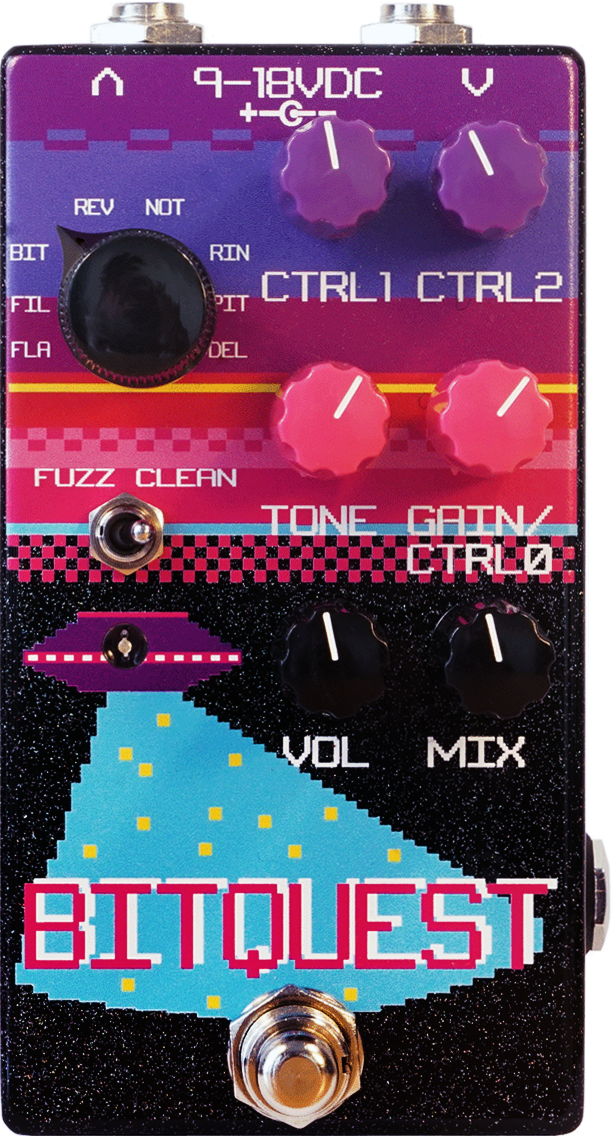 9-18VDC
REV NOT
BIT RIN
FIL PIT
FLA DEL
CTRL1 CTRL2
FUZZ CLEAN
TONE GAIN/
CTRL0
VOL MIX
BITQUEST